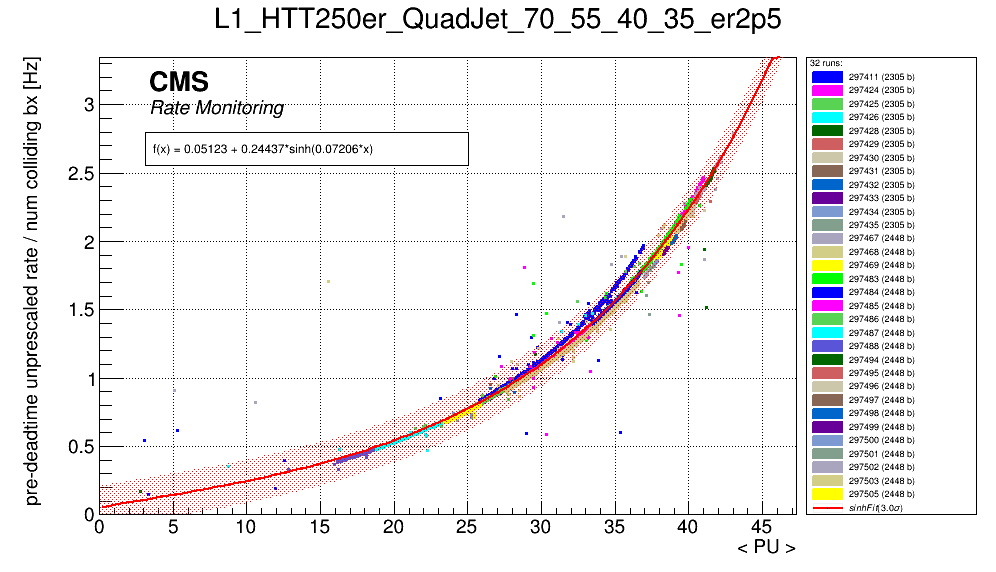 L1_HTT250er_QuadJet_70_55_40_35_er2p5
pre-deadtime unprescaled rate / num colliding bx [Hz]
CMS
Rate Monitoring
f(x) = 0.05123 + 0.24437*sinh(0.07206*x)
3
2.5
2
1.5
1
0.5
0
0 5 10 15 20 25 30 35 40 45
< PU >
32 runs:
297411 (2305 b)
297424 (2305 b)
297425 (2305 b)
297426 (2305 b)
297428 (2305 b)
297429 (2305 b)
297430 (2305 b)
297431 (2305 b)
297432 (2305 b)
297433 (2305 b)
297434 (2305 b)
297435 (2305 b)
297467 (2448 b)
297468 (2448 b)
297469 (2448 b)
297483 (2448 b)
297484 (2448 b)
297485 (2448 b)
297486 (2448 b)
297487 (2448 b)
297488 (2448 b)
297494 (2448 b)
297495 (2448 b)
297496 (2448 b)
297497 (2448 b)
297498 (2448 b)
297499 (2448 b)
297500 (2448 b)
297501 (2448 b)
297502 (2448 b)
297503 (2448 b)
297505 (2448 b)
sinhFit(3.0σ)